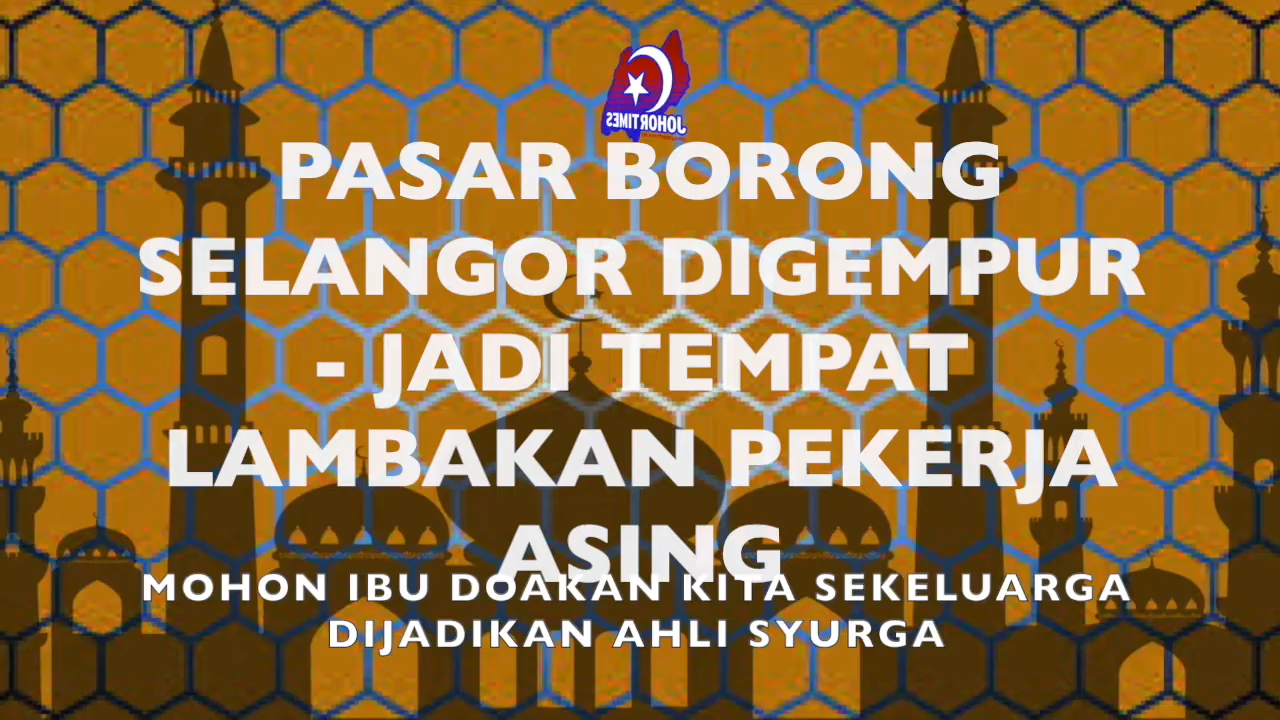 JOHORTIMES
PASAR BORONG
SELANGOR DIGEMPUR
- JADI TEMPAT
LAMBAKAN PEKERJA
ASING
MOHON IBU DOAKAN KITA SEKELUARGA
DIJADIKAN AHLI SYURGA